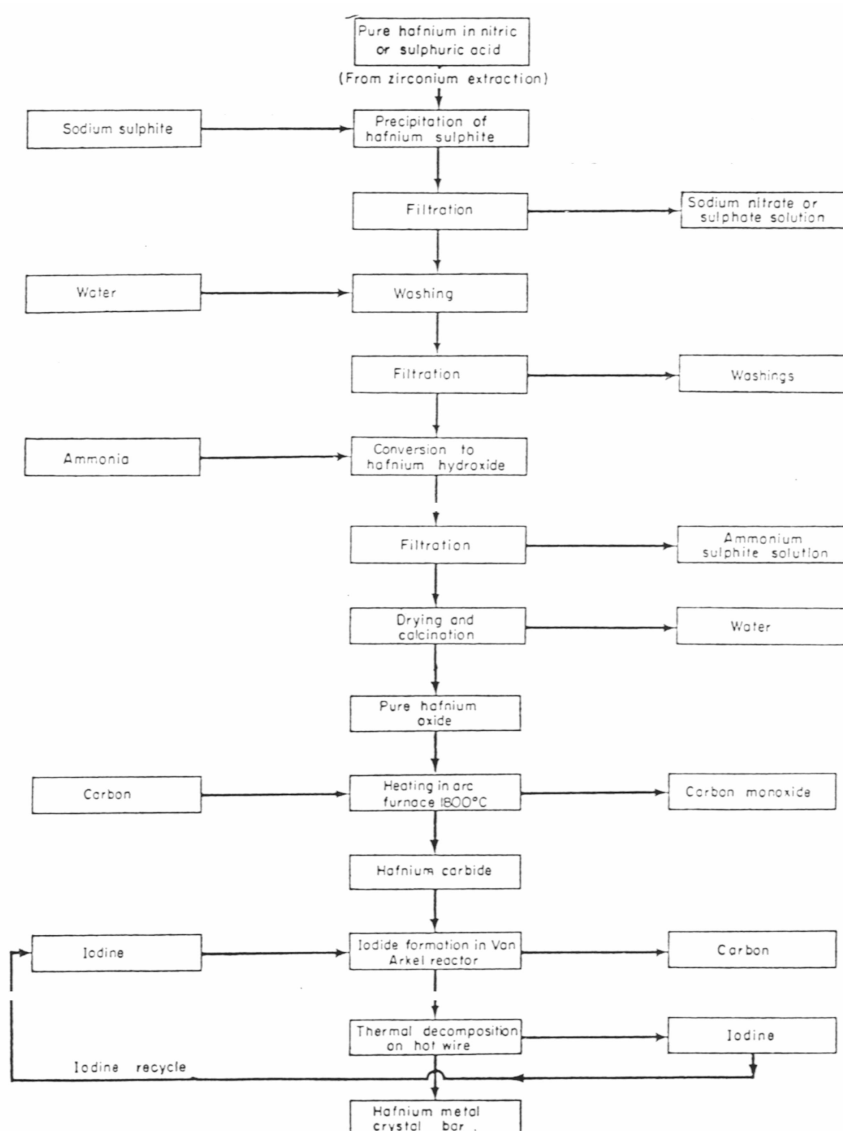 Pure hafnium in nitric
or sulphuric acid
(From zirconium extraction)
Sodium sulphite
Precipitation of
hafnium sulphite
Filtration
Sodium nitrate or
sulphate solution
Water
Washing
Filtration
Washings
Ammonia
Conversion to
hafnium hydroxide
Filtration
Ammonium
sulphite solution
Drying and
calcination
Water
Pure hafnium
oxide
Carbon
Heating in arc
furnace 1800°C
Carbon monoxide
Hafnium carbide
Iodine
Iodide formation in Van
Arkel reactor
Carbon
Thermal decomposition
on hot wire
Iodine
Iodine recycle
Hafnium metal
crystal bar.